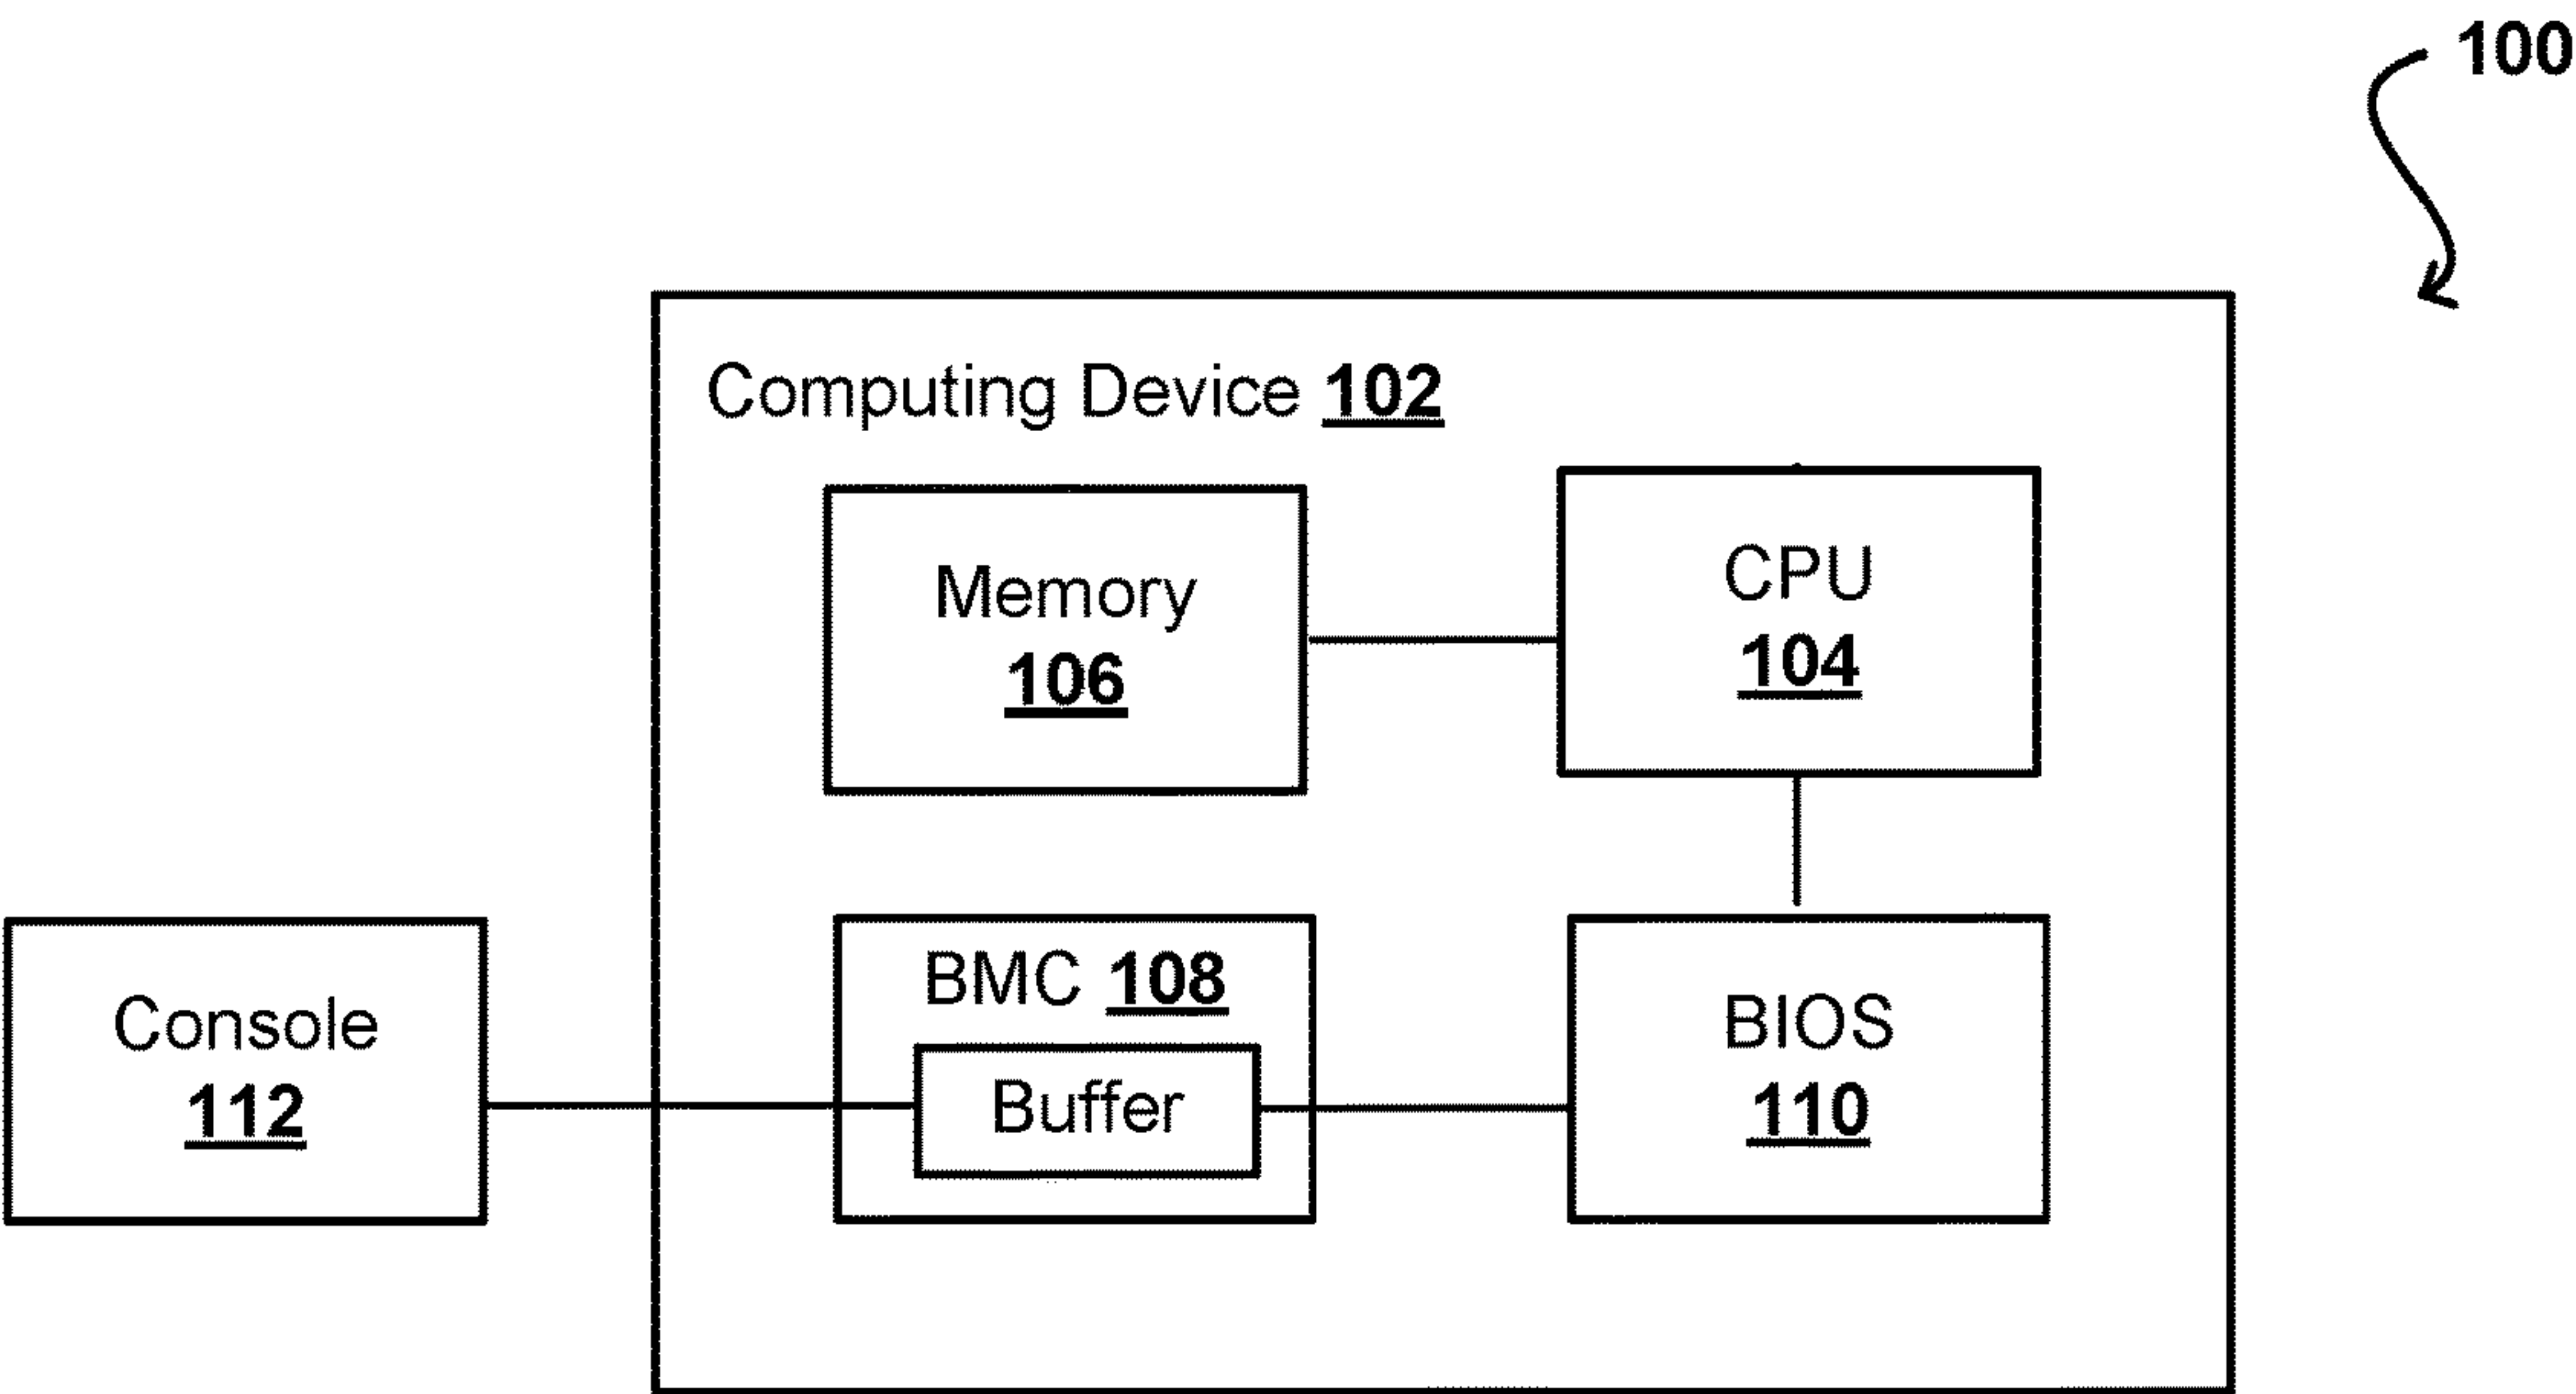 100
Computing Device 102
Memory
106
CPU
104
Console
112
BMC 108
Buffer
BIOS
110